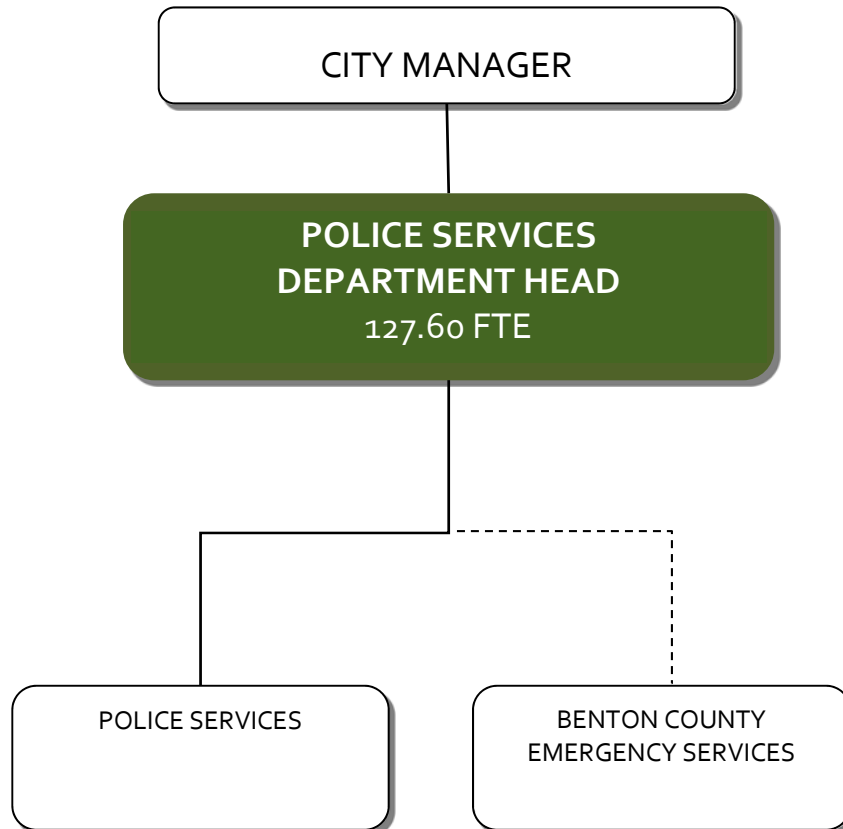 CITY MANAGER
POLICE SERVICES
DEPARTMENT HEAD
127.60 FTE
POLICE SERVICES
BENTON COUNTY
EMERGENCY SERVICES